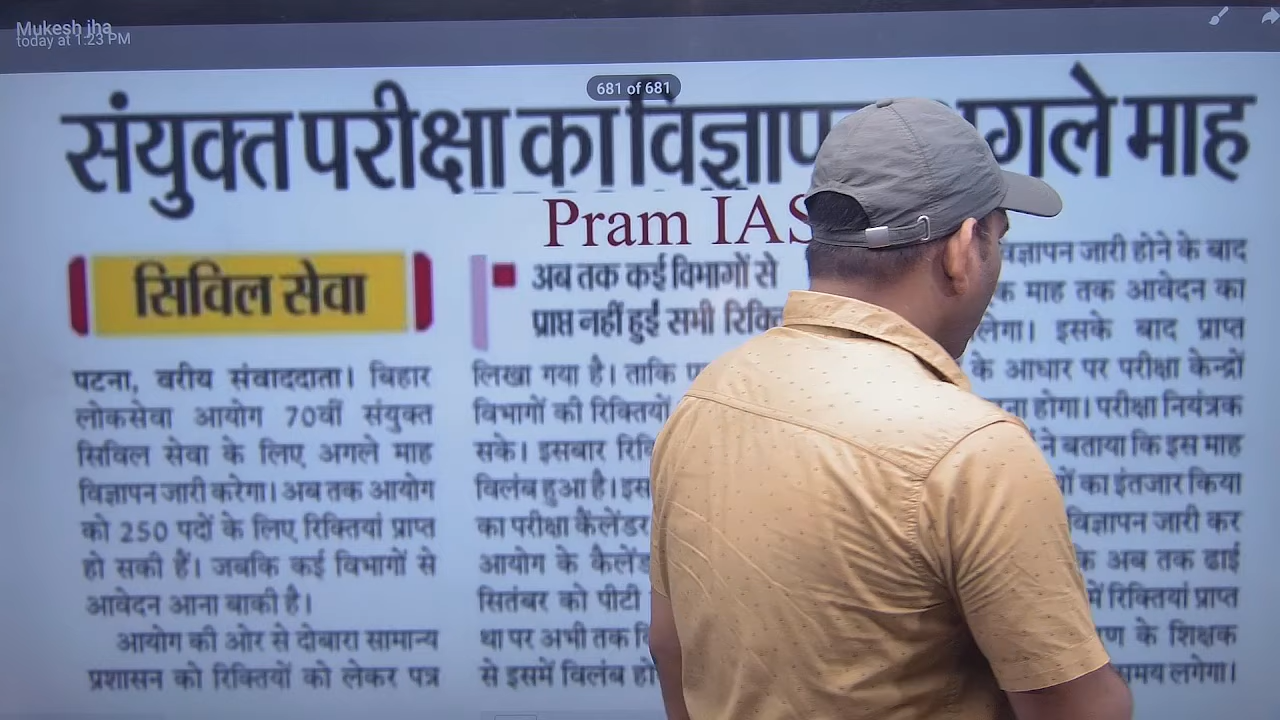 Mukesh jha
today at 1:23 PM
681 of 681
संयुक्त परीक्षा का विज्ञाप गले माह
Pram IAS
सिविल सेवा
अब तक कई विभागों से
प्राप्त नहीं हुईं सभी
पटना, वरीय संवाददाता। बिहार
लोकसेवा आयोग 70वीं संयुक्त
सिविल सेवा के लिए अगले माह
विज्ञापन जारी करेगा। अब तक आयोग
को 250 पदों के लिए रिक्तियां प्राप्त
हो सकी हैं। जबकि कई विभागों से
आवेदन आना बाकी है।
आयोग की ओर से दोबारा सामान्य
प्रशासन को रिक्तियों को लेकर पत्र
लिखा गया है। ताकि
विभागों की रिक्तियों
सके। इसबार
विलंब हुआ है। इस
का परीक्षा कैलेंडर
आयोग के
सितंबर को पीटी
था पर अभी तक
से इसमें विलंब
विज्ञापन जारी होने के बाद
माह तक आवेदन का
इसके बाद प्राप्त
के आधार पर परीक्षा केन्द्रों
होगा। परीक्षा नियंत्रक
ने बताया कि इस माह
का इंतजार किया
विज्ञापन जारी कर
अब तक ढाई
में रिक्तियां प्राप्त
के शिक्षक
समय लगेगा।